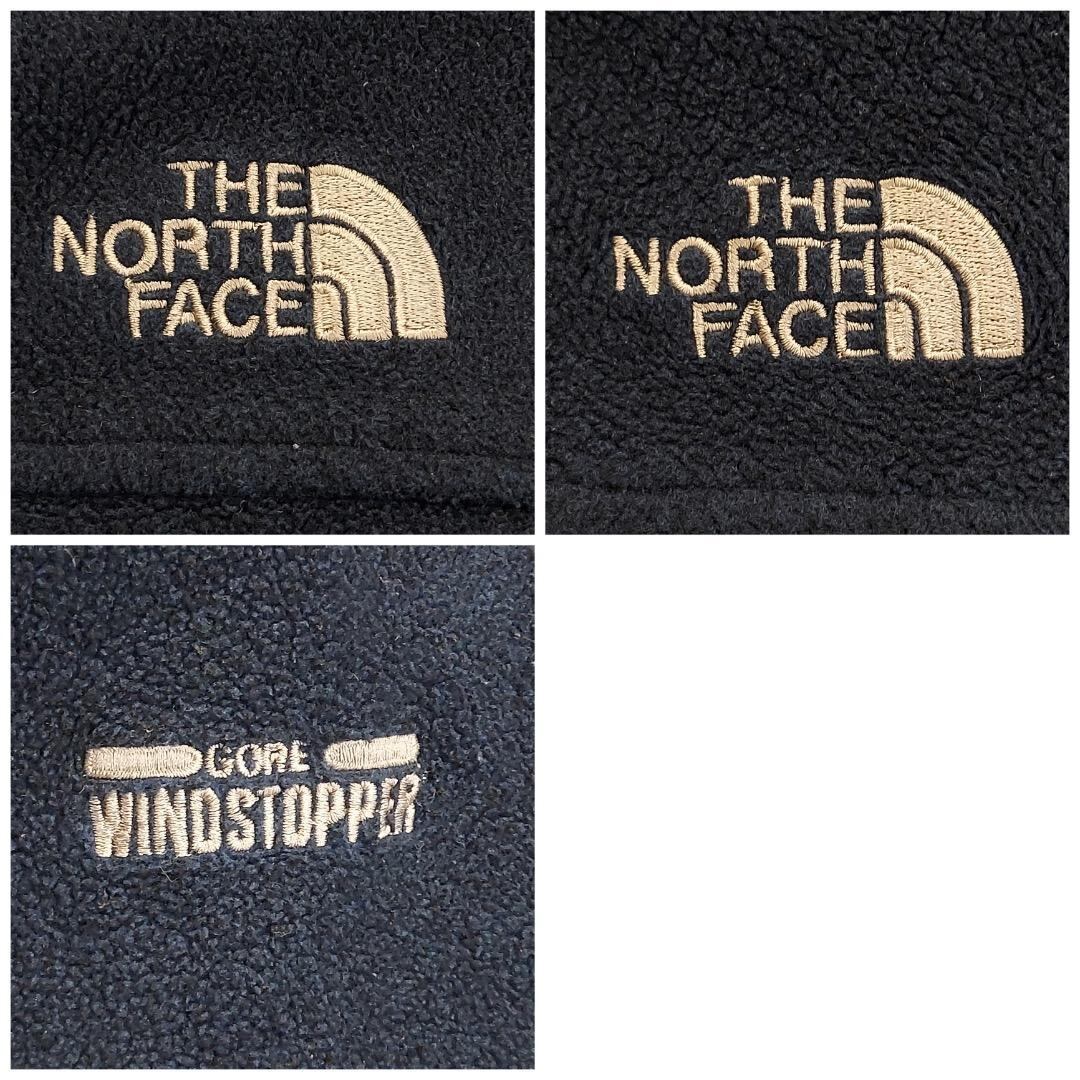 THE
NORTH
FACE
THE
NORTH
FACE
GORE
WINDSTOPPER